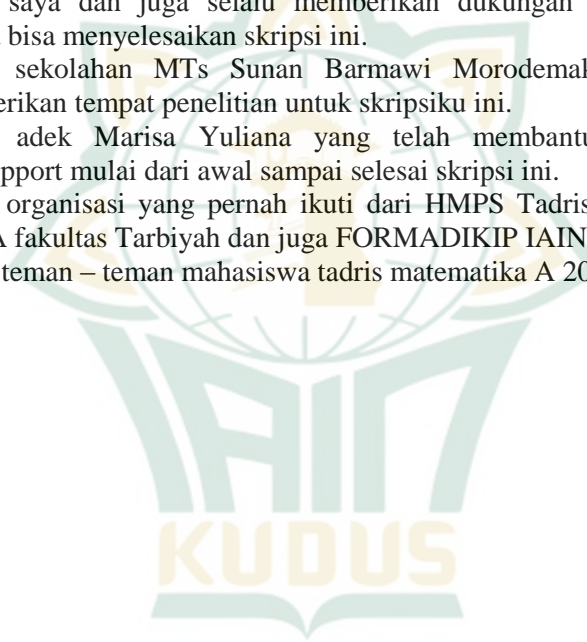 saya dan juga selalu memberikan dukungan
bisa menyelesaikan skripsi ini.
sekolahan MTs Sunan Barmawi Morodemak
erikan tempat penelitian untuk skripsiku ini.
adek Marisa Yuliana yang telah membantu
pport mulai dari awal sampai selesai skripsi ini.
organisasi yang pernah ikuti dari HMPS Tadris
A fakultas Tarbiyah dan juga FORMADIKIP IAIN
teman – teman mahasiswa tadris matematika A 20
IAIN
KUDUS